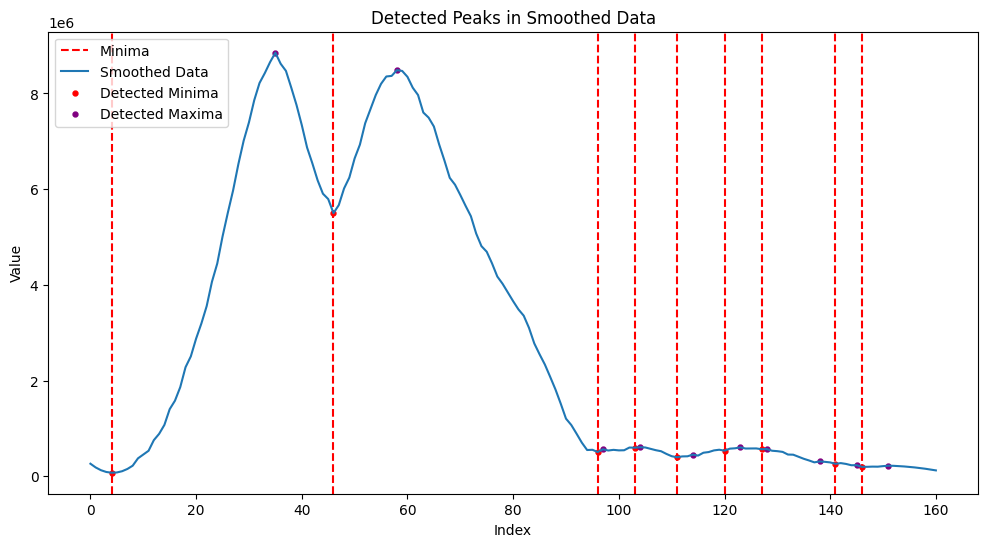 Detected Peaks in Smoothed Data
1e6
Minima
Smoothed Data
Detected Minima
Detected Maxima
8
6
4
2
0
Value
0 20 40 60 80 100 120 140 160
Index